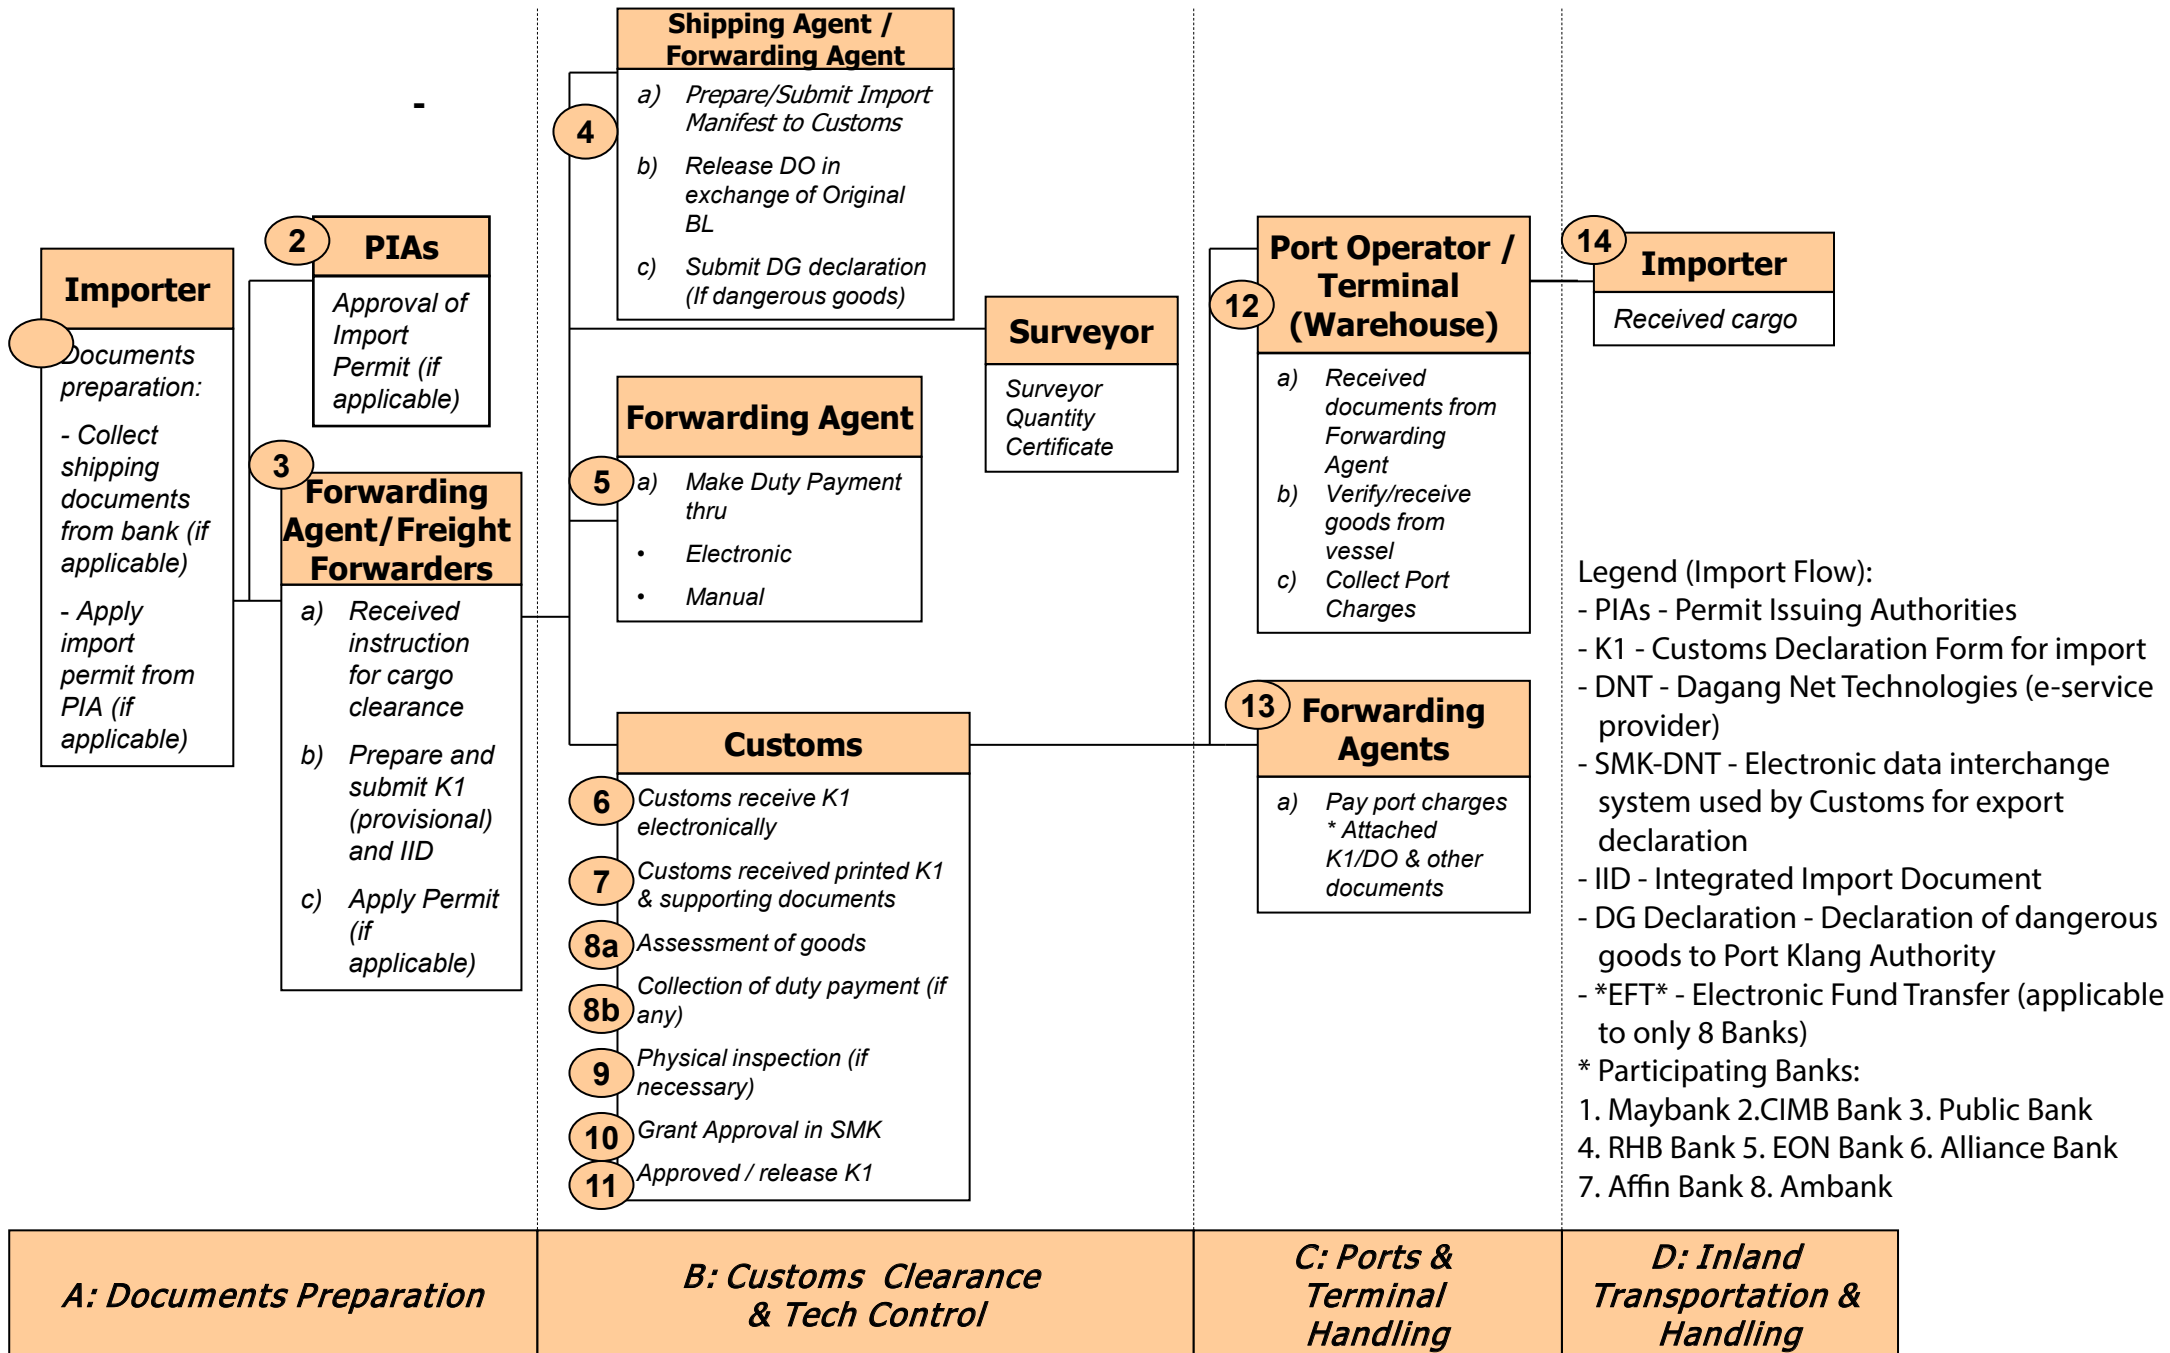 -
Importer
Documents
preparation:
- Collect
shipping
documents
from bank (if
applicable)
- Apply
import
permit from
PIA (if
applicable)
2
PIAs
Approval of
Import
Permit (if
applicable)
3
Forwarding
Agent/Freight
Forwarders
a) Received
instruction
for cargo
clearance
b) Prepare and
submit K1
(provisional)
and IID
c) Apply Permit
(if
applicable)
4
Shipping Agent /
Forwarding Agent
a) Prepare/Submit Import
Manifest to Customs
b) Release DO in
exchange of Original
BL
c) Submit DG declaration
(If dangerous goods)
Surveyor
Surveyor
Quantity
Certificate
Forwarding Agent
5
a) Make Duty Payment
thru
• Electronic
• Manual
Customs
6 Customs receive K1
electronically
7 Customs received printed K1
& supporting documents
8a Assessment of goods
8b Collection of duty payment (if
any)
9 Physical inspection (if
necessary)
10 Grant Approval in SMK
11 Approved / release K1
12
Port Operator /
Terminal
(Warehouse)
a) Received
documents from
Forwarding
Agent
b) Verify/receive
goods from
vessel
c) Collect Port
Charges
13
Forwarding
Agents
a) Pay port charges
* Attached
K1/DO & other
documents
14
Importer
Received cargo
Legend (Import Flow):
- PIAs - Permit Issuing Authorities
- K1 - Customs Declaration Form for import
- DNT - Dagang Net Technologies (e-service
provider)
- SMK-DNT - Electronic data interchange
system used by Customs for export
declaration
- IID - Integrated Import Document
- DG Declaration - Declaration of dangerous
goods to Port Klang Authority
- *EFT* - Electronic Fund Transfer (applicable
to only 8 Banks)
* Participating Banks:
1. Maybank 2.CIMB Bank 3. Public Bank
4. RHB Bank 5. EON Bank 6. Alliance Bank
7. Affin Bank 8. Ambank
A: Documents Preparation
B: Customs Clearance
& Tech Control
C: Ports &
Terminal
Handling
D: Inland
Transportation &
Handling